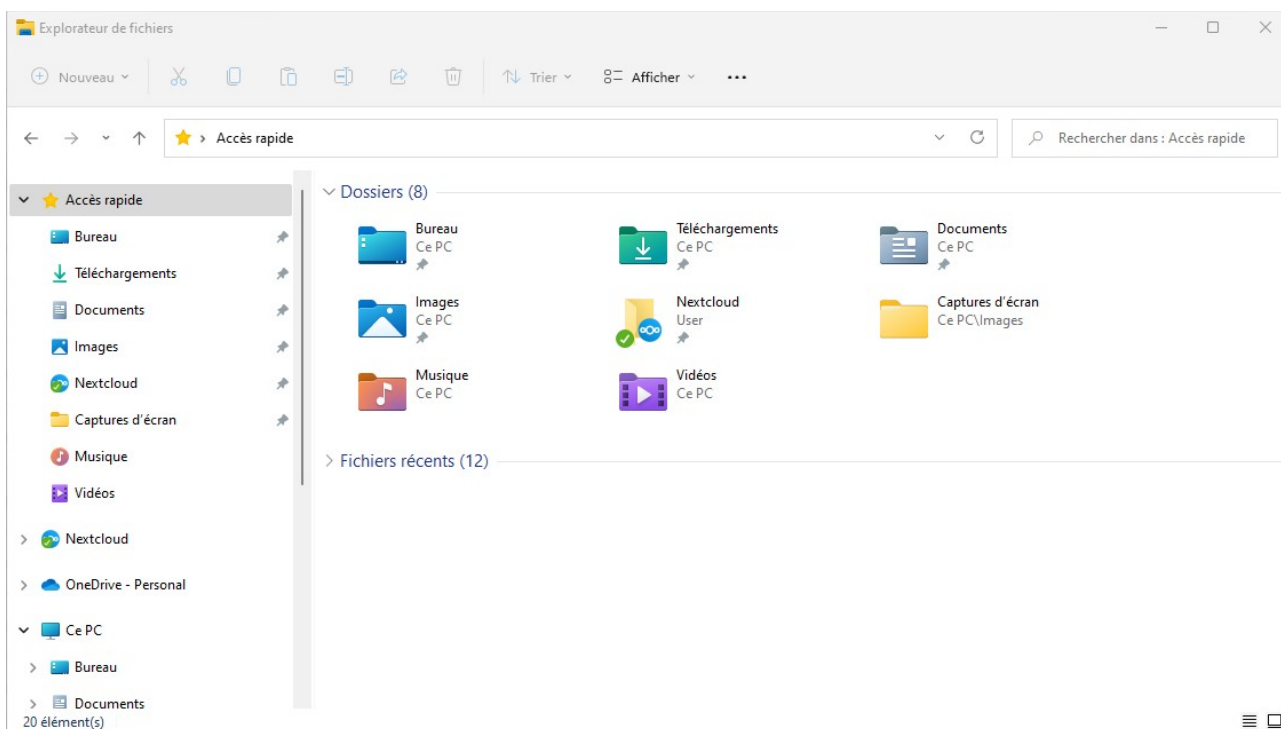 Explorateur de fichiers
Nouveau
Trier
Afficher
Accès rapide
Rechercher dans : Accès rapide
Accès rapide
Bureau
Téléchargements
Documents
Images
Nextcloud
Captures d'écran
Musique
Vidéos
Nextcloud
OneDrive - Personal
Ce PC
Bureau
Documents
20 élément(s)
Dossiers (8)
Bureau
Ce PC
Téléchargements
Ce PC
Documents
Ce PC
Images
Ce PC
Nextcloud
User
Captures d'écran
Ce PC\Images
Musique
Ce PC
Vidéos
Ce PC
Fichiers récents (12)